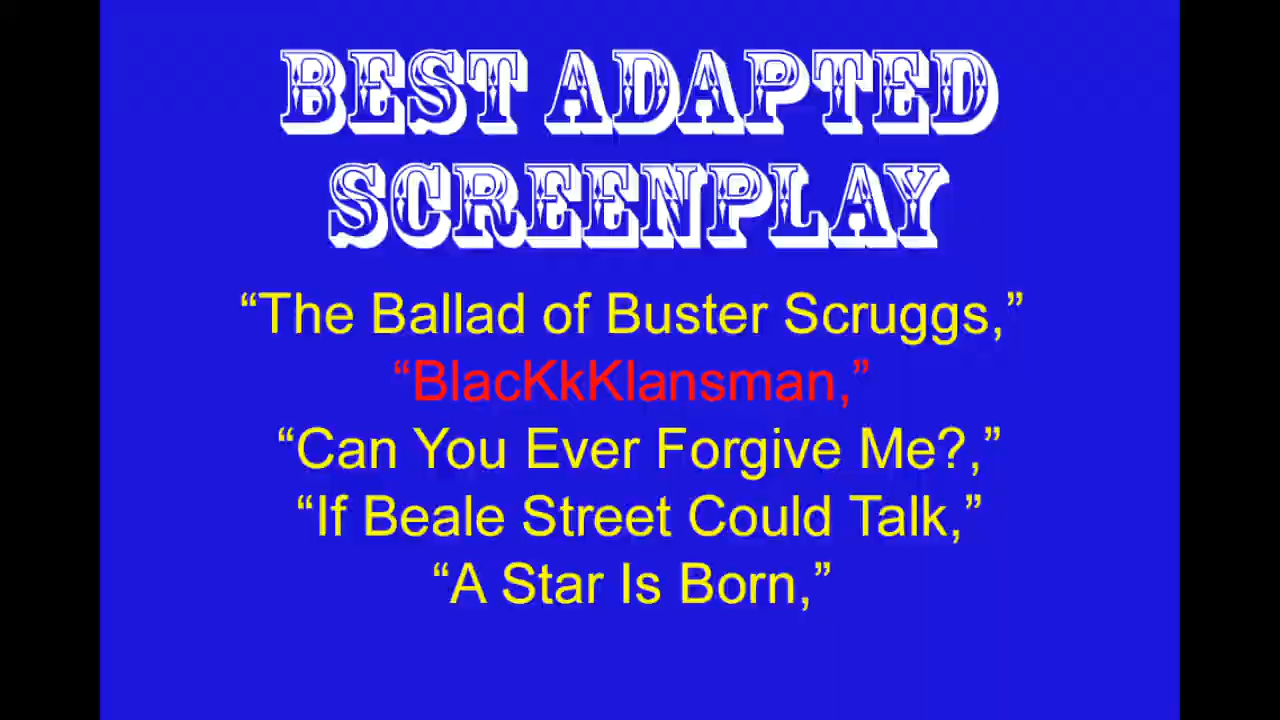 BEST ADAPTED
SCREENPLAY
“The Ballad of Buster Scruggs,”
“BlacKkKlansman,”
“Can You Ever Forgive Me?,”
“If Beale Street Could Talk,”
“A Star Is Born,”